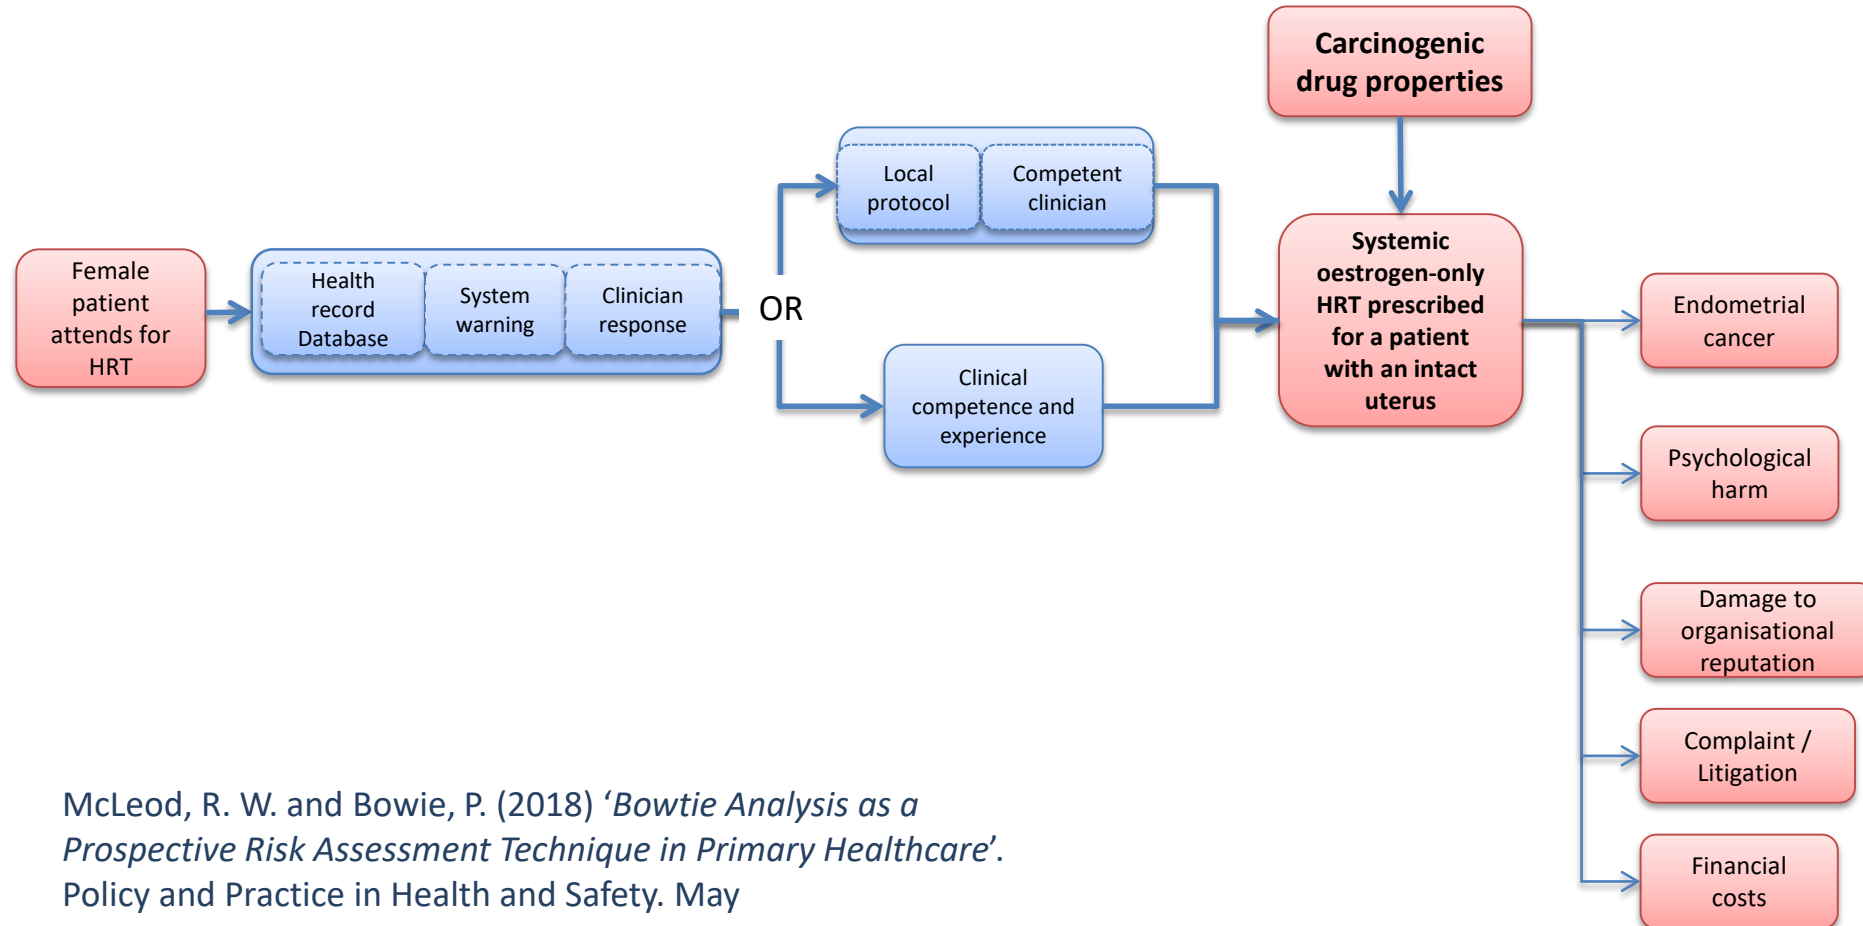 Carcinogenic
drug properties
Female
patient
attends for
HRT
Health
record
Database
System
warning
Clinician
response
OR
Local
protocol
Competent
clinician
Clinical
competence and
experience
Systemic
oestrogen-only
HRT prescribed
for a patient
with an intact
uterus
Endometrial
cancer
Psychological
harm
Damage to
organisational
reputation
Complaint /
Litigation
Financial
costs
McLeod, R. W. and Bowie, P. (2018) ‘Bowtie Analysis as a
Prospective Risk Assessment Technique in Primary Healthcare’.
Policy and Practice in Health and Safety. May